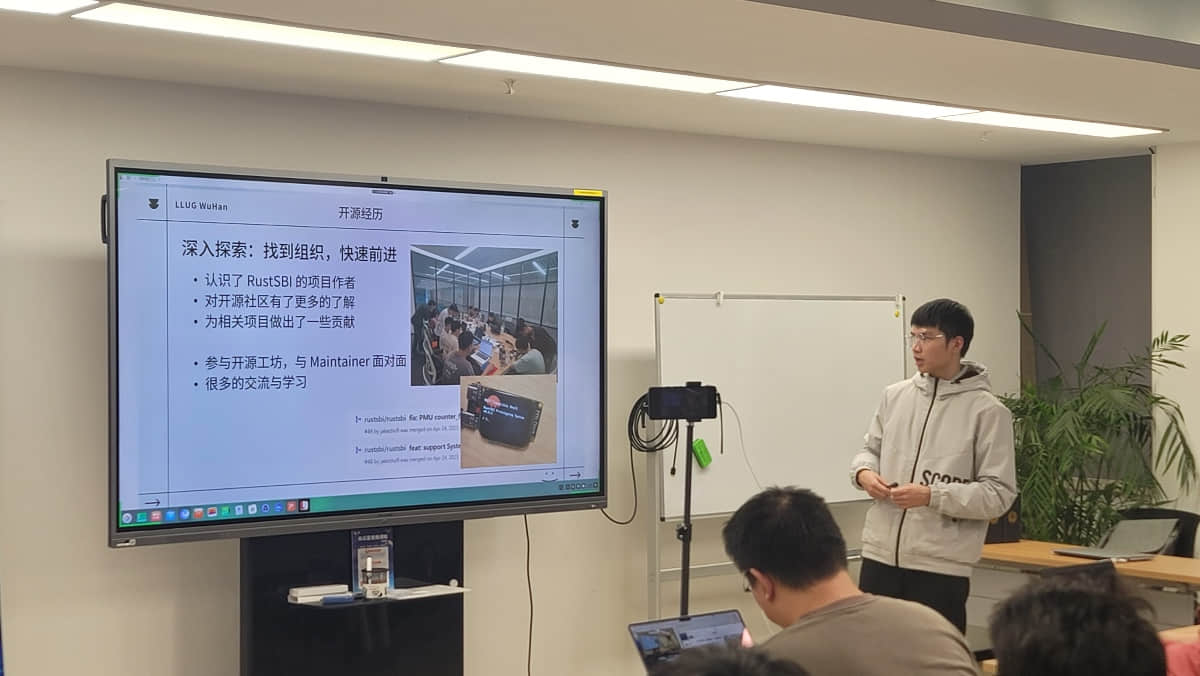 LLUG WuHan
开源经历
深入探索：找到组织，快速前进
• 认识了 RustSBI 的项目作者
• 对开源社区有了更多的了解
• 为相关项目做出了一些贡献
• 参与开源工坊，与 Maintainer 面对面
• 很多的交流与学习
rustsbi/rustsbi fix: PMU counter_
rustsbi/rustsbi feat: support Syste
SCOPE